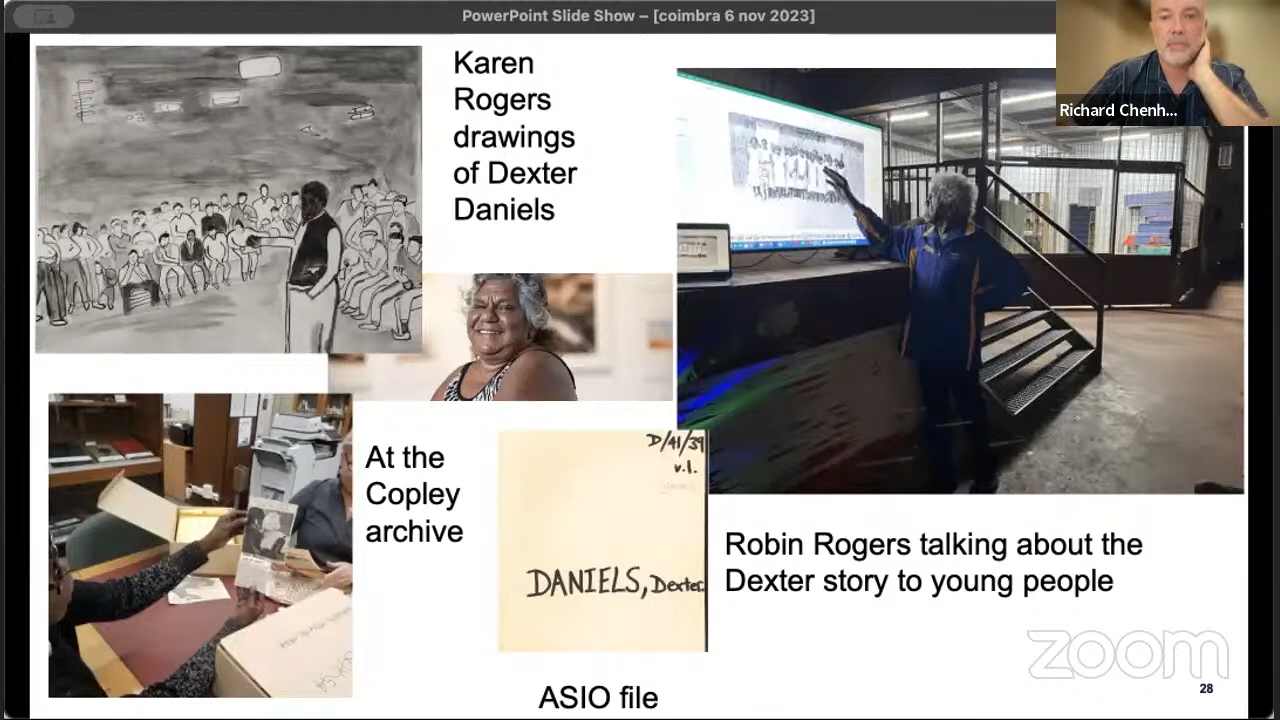 PowerPoint Slide Show – [coimbra 6 nov 2023]
Richard Chenh...
Karen
Rogers
drawings
of Dexter
Daniels
At the
Copley
archive
D/41/39
v.1.
DANIELS, Dexter.
ASIO file
Robin Rogers talking about the
Dexter story to young people
zoom
28